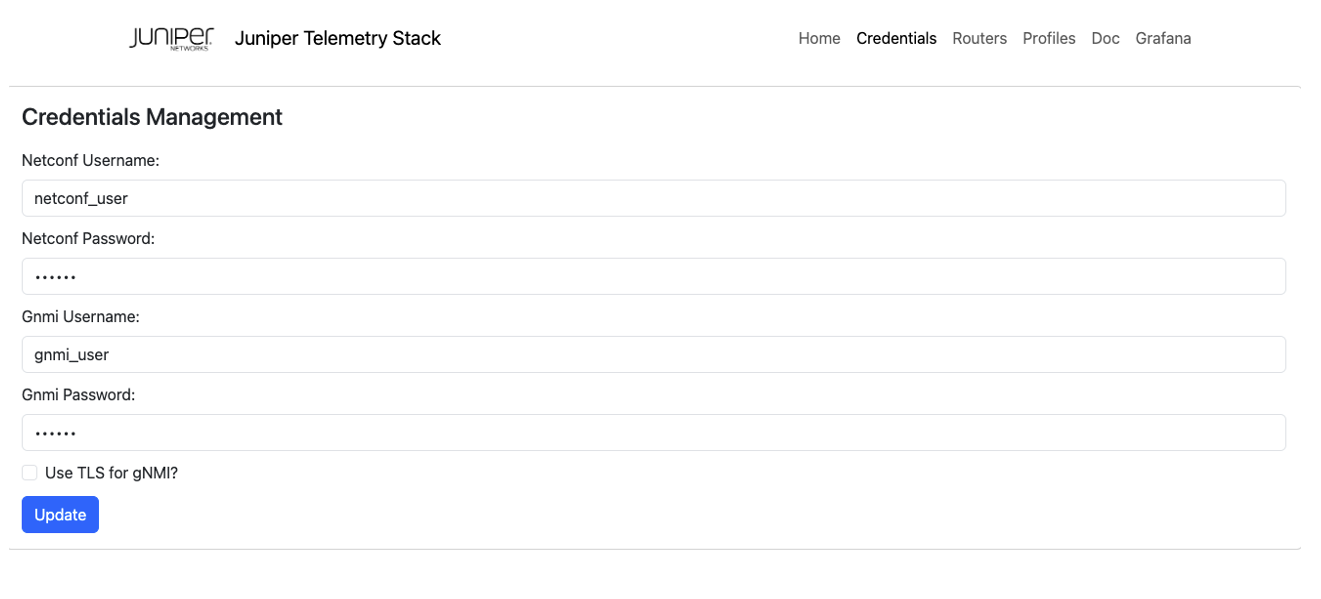 JUNIPER
NETWORKS
Juniper Telemetry Stack
Home Credentials Routers Profiles Doc Grafana
Credentials Management
Netconf Username:
netconf_user
Netconf Password:
••••••
Gnmi Username:
gnmi_user
Gnmi Password:
••••••
Use TLS for gNMI?
Update